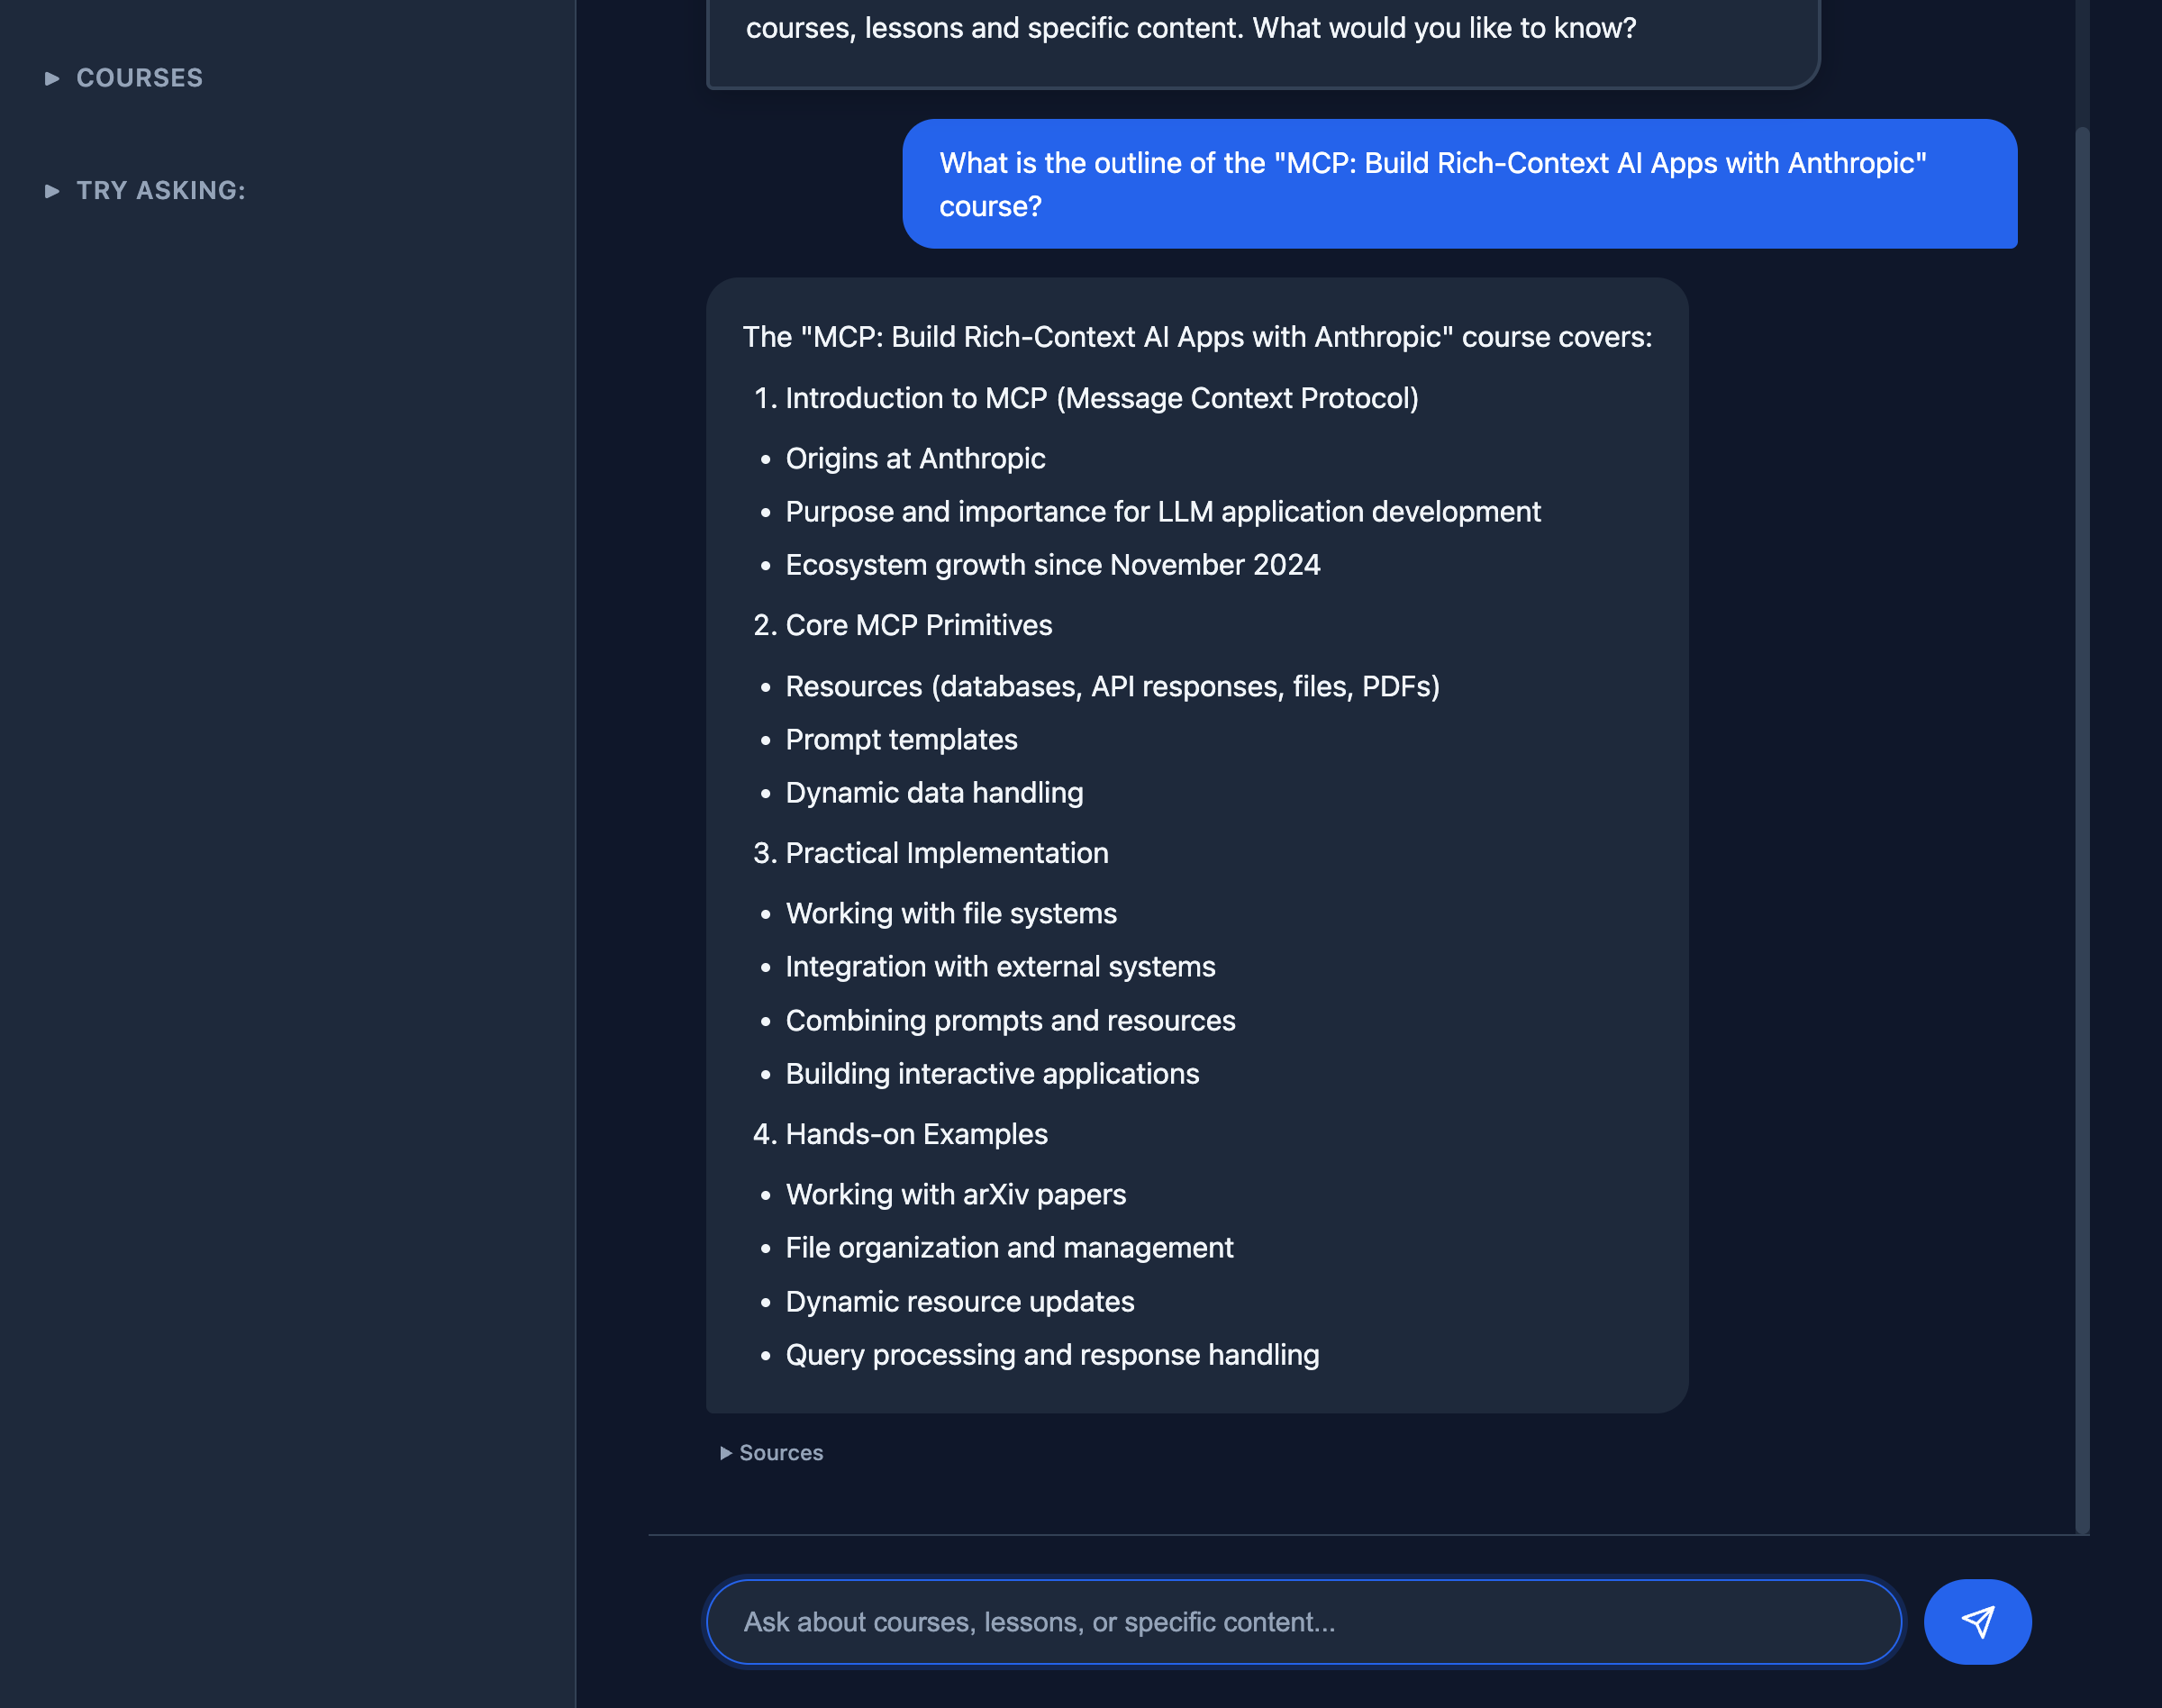 COURSES
TRY ASKING:
courses, lessons and specific content. What would you like to know?
What is the outline of the "MCP: Build Rich-Context AI Apps with Anthropic"
course?
The "MCP: Build Rich-Context AI Apps with Anthropic" course covers:
1. Introduction to MCP (Message Context Protocol)
• Origins at Anthropic
• Purpose and importance for LLM application development
• Ecosystem growth since November 2024
2. Core MCP Primitives
• Resources (databases, API responses, files, PDFs)
• Prompt templates
• Dynamic data handling
3. Practical Implementation
• Working with file systems
• Integration with external systems
• Combining prompts and resources
• Building interactive applications
4. Hands-on Examples
• Working with arXiv papers
• File organization and management
• Dynamic resource updates
• Query processing and response handling
Sources
Ask about courses, lessons, or specific content...